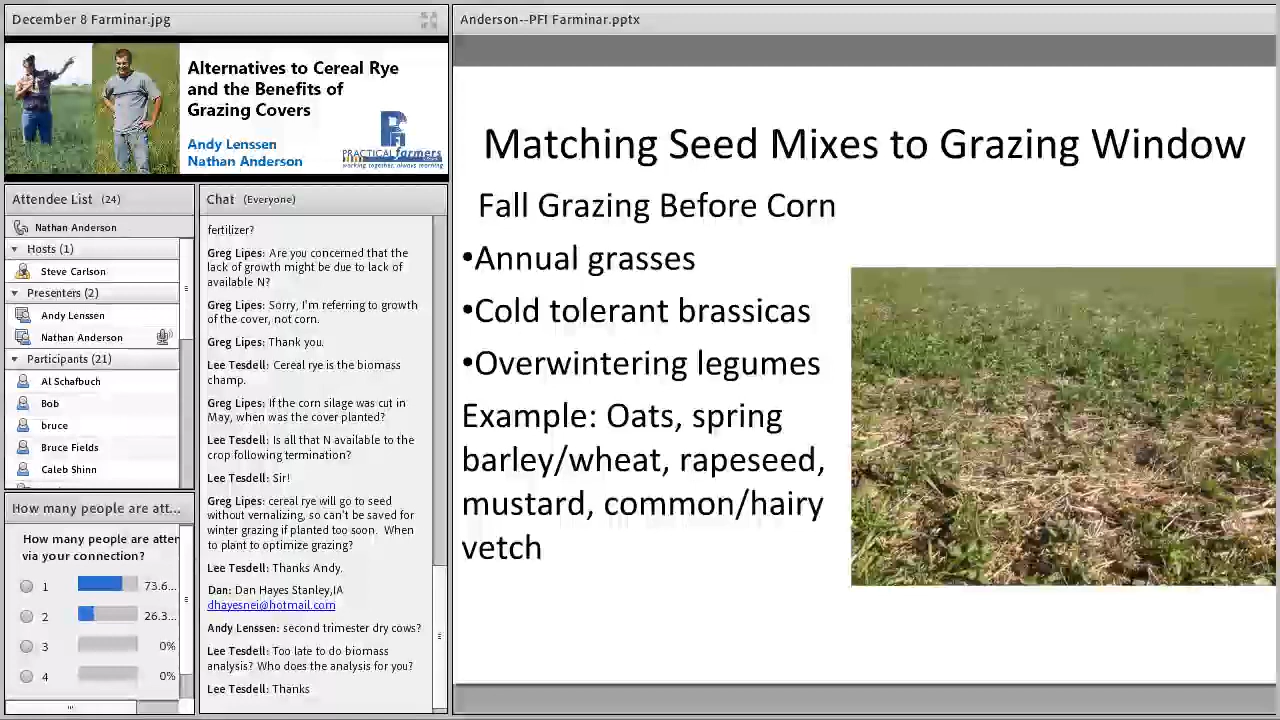 December 8 Farminar.jpg
Alternatives to Cereal Rye
and the Benefits of
Grazing Covers
Andy Lenssen
Nathan Anderson
PRACTICAL farmers
working together, always learning
Attendee List (24)
Nathan Anderson
Hosts (1)
Steve Carlson
Presenters (2)
Andy Lenssen
Nathan Anderson
Participants (21)
Al Schafbuch
Bob
bruce
Bruce Fields
Caleb Shinn
How many people are att...
How many people are atter
via your connection?
1 73.6...
2 26.3...
3 0%
4 0%
Chat (Everyone)
fertilizer?
Greg Lipes: Are you concerned that the
lack of growth might be due to lack of
available N?
Greg Lipes: Sorry, I'm referring to growth
of the cover, not corn.
Greg Lipes: Thank you.
Lee Tesdell: Cereal rye is the biomass
champ.
Greg Lipes: If the corn silage was cut in
May, when was the cover planted?
Lee Tesdell: Is all that N available to the
crop following termination?
Lee Tesdell: Sir!
Greg Lipes: cereal rye will go to seed
without vernalizing, so can't be saved for
winter grazing if planted too soon. When
to plant to optimize grazing?
Lee Tesdell: Thanks Andy.
Dan: Dan Hayes Stanley,IA
dhayesnei@hotmail.com
Andy Lenssen: second trimester dry cows?
Lee Tesdell: Too late to do biomass
analysis? Who does the analysis for you?
Lee Tesdell: Thanks
Anderson--PFI Farminar.pptx
Matching Seed Mixes to Grazing Window
Fall Grazing Before Corn
•Annual grasses
•Cold tolerant brassicas
•Overwintering legumes
Example: Oats, spring
barley/wheat, rapeseed,
mustard, common/hairy
vetch